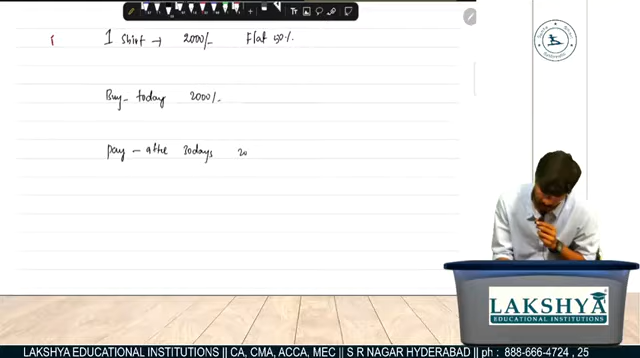 1 Shirt → 2000/- Flat 50%.
Buy - today 2000/-
Pay - after 30days 20
LAKSHYA
EDUCATIONAL INSTITUTIONS
LAKSHYA EDUCATIONAL INSTITUTIONS || CA, CMA, ACCA, MEC || S R NAGAR HYDERABAD || ph : 888-666-4724 , 25